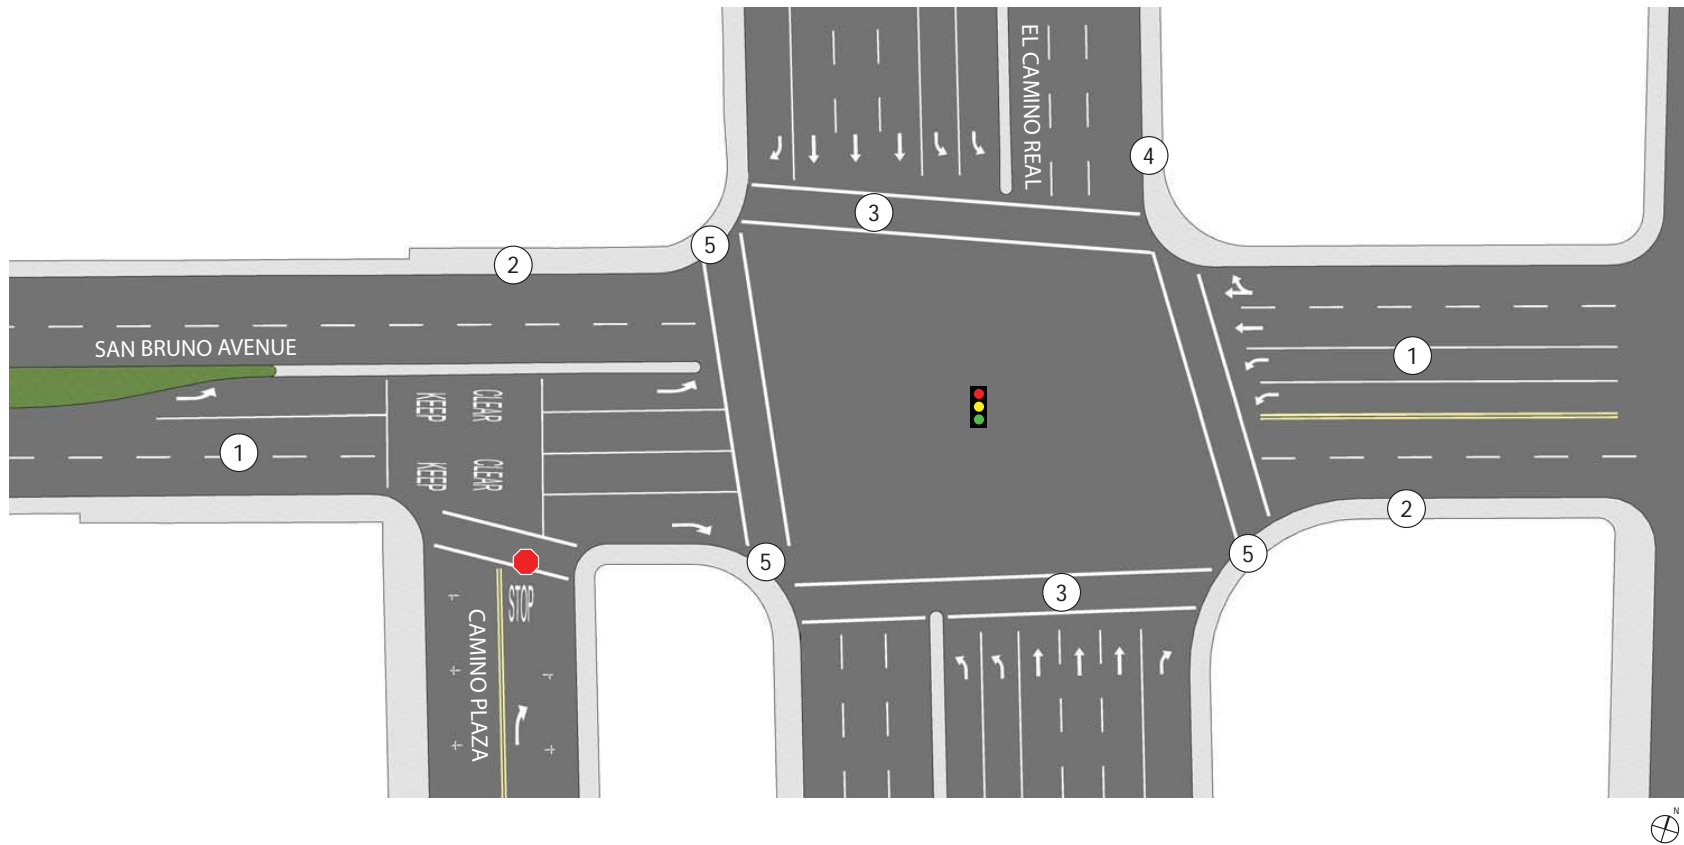 EL CAMINO REAL
4
3
5
2
SAN BRUNO AVENUE
1
KEEP CLEAR
1
KEEP CLEAR
2
5
5
3
STOP
CAMINO PLAZA
N